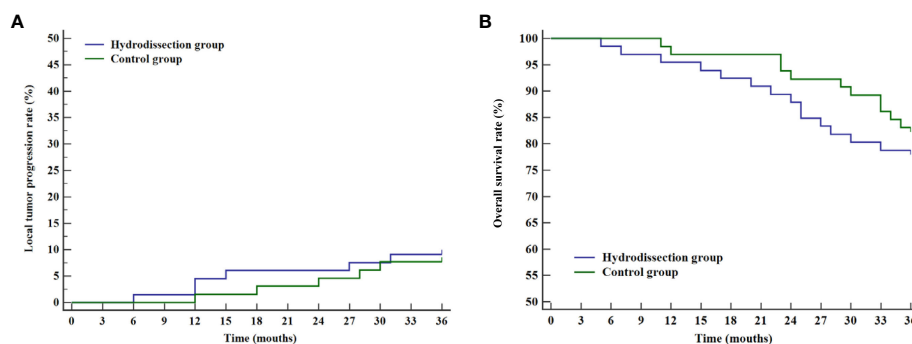 A
Local tumor progression rate (%)
50
45
40
35
30
25
20
15
10
5
0
Hydrodissection group
Control group
0 3 6 9 12 15 18 21 24 27 30 33 36
Time (mouths)
B
Overall survival rate (%)
100
95
90
85
80
75
70
65
60
55
50
Hydrodissection group
Control group
0 3 6 9 12 15 18 21 24 27 30 33 36
Time (mouths)